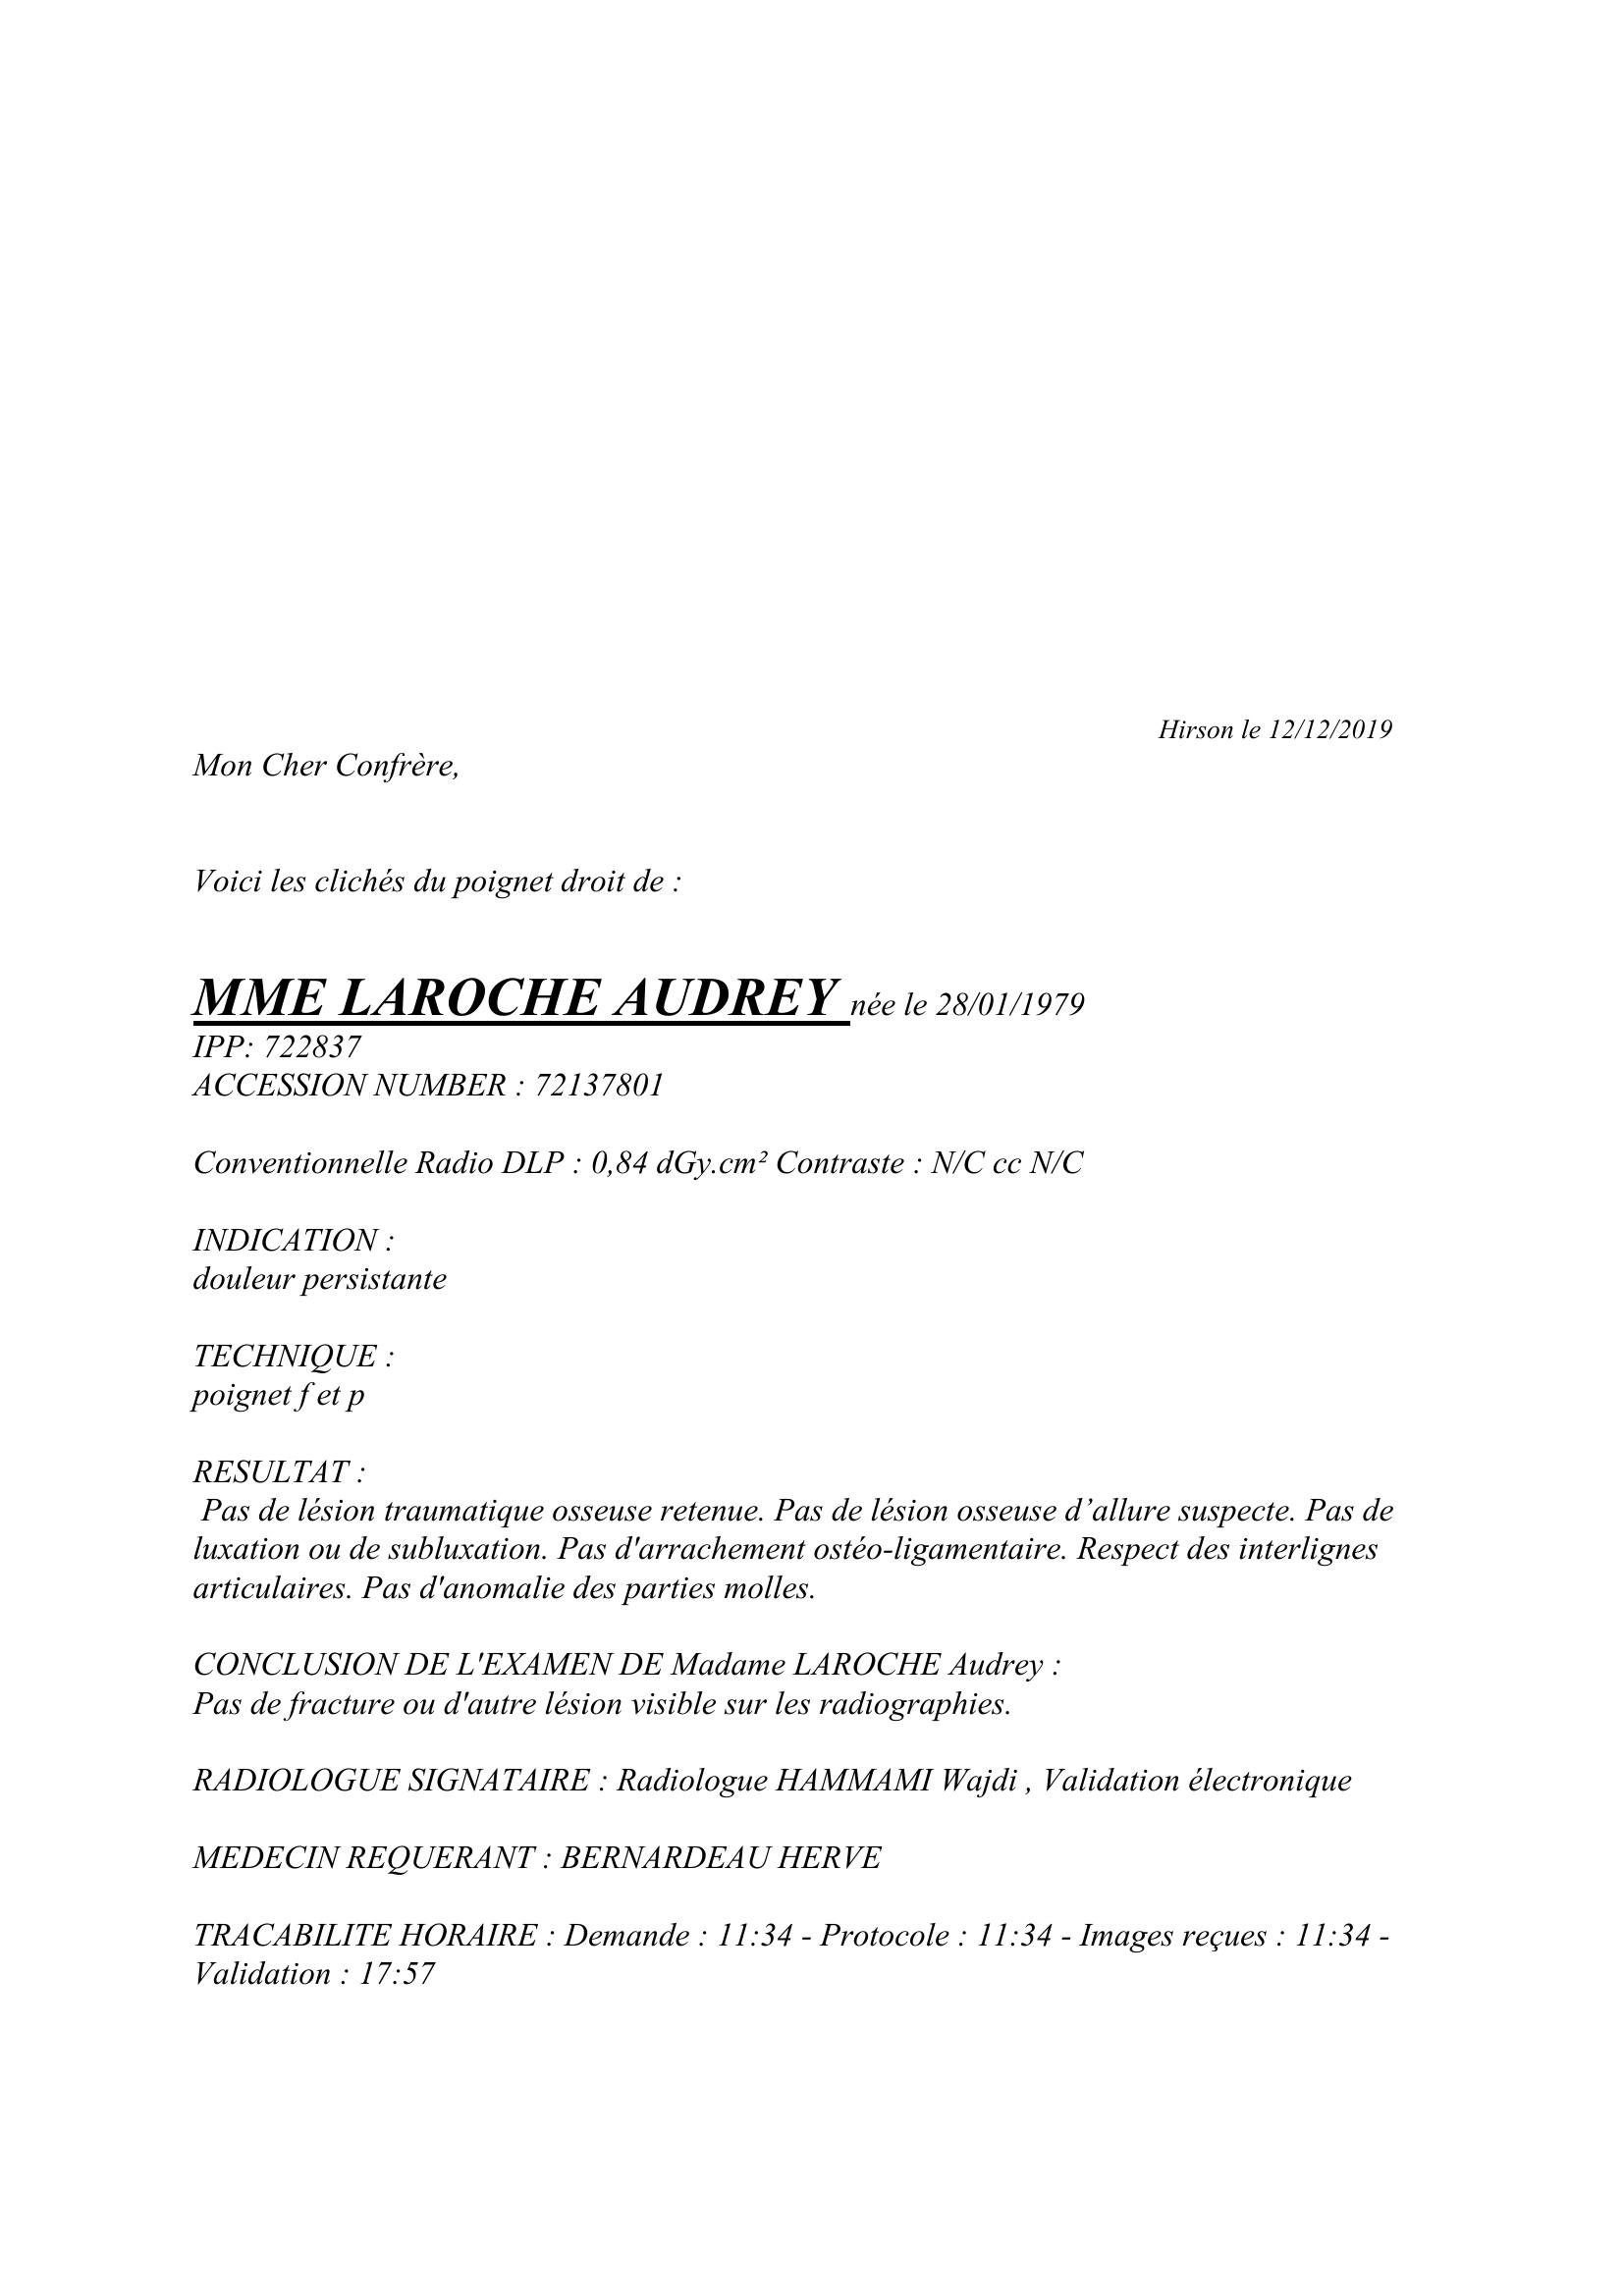 Hirson le 12/12/2019
Mon Cher Confrère,
Voici les clichés du poignet droit de :
MME LAROCHE AUDREY née le 28/01/1979
IPP: 722837
ACCESSION NUMBER : 72137801
Conventionnelle Radio DLP : 0,84 dGy.cm² Contraste : N/C cc N/C
INDICATION :
douleur persistante
TECHNIQUE :
poignet f et p
RESULTAT :
Pas de lésion traumatique osseuse retenue. Pas de lésion osseuse d’allure suspecte. Pas de
luxation ou de subluxation. Pas d'arrachement ostéo-ligamentaire. Respect des interlignes
articulaires. Pas d'anomalie des parties molles.
CONCLUSION DE L'EXAMEN DE Madame LAROCHE Audrey :
Pas de fracture ou d'autre lésion visible sur les radiographies.
RADIOLOGUE SIGNATAIRE : Radiologue HAMMAMI Wajdi , Validation électronique
MEDECIN REQUERANT : BERNARDEAU HERVE
TRACABILITE HORAIRE : Demande : 11:34 - Protocole : 11:34 - Images reçues : 11:34 -
Validation : 17:57